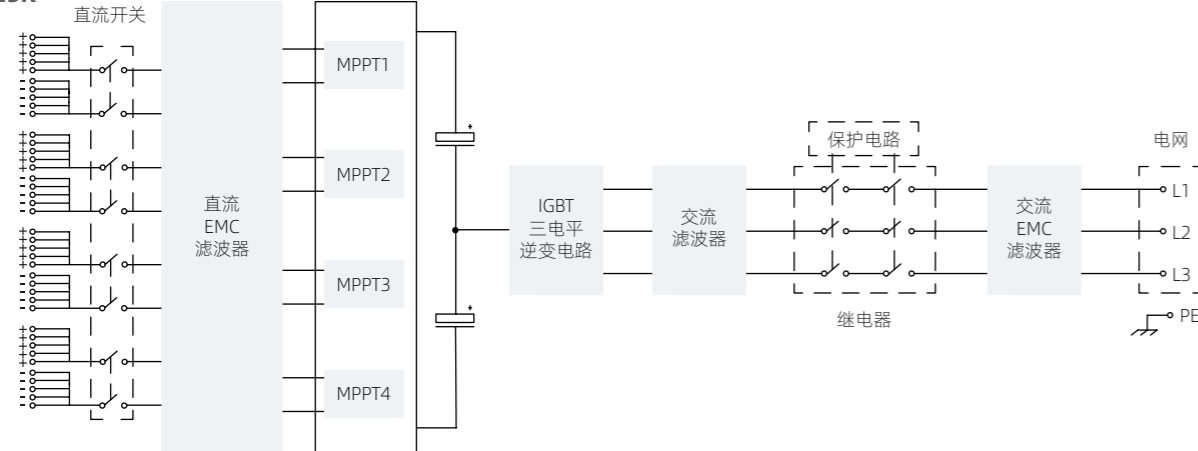 直流开关
直流
EMC
滤波器
MPPT1
MPPT2
MPPT3
MPPT4
IGBT
三电平
逆变电路
交流
滤波器
保护电路
继电器
交流
EMC
滤波器
电网
L1
L2
L3
PE